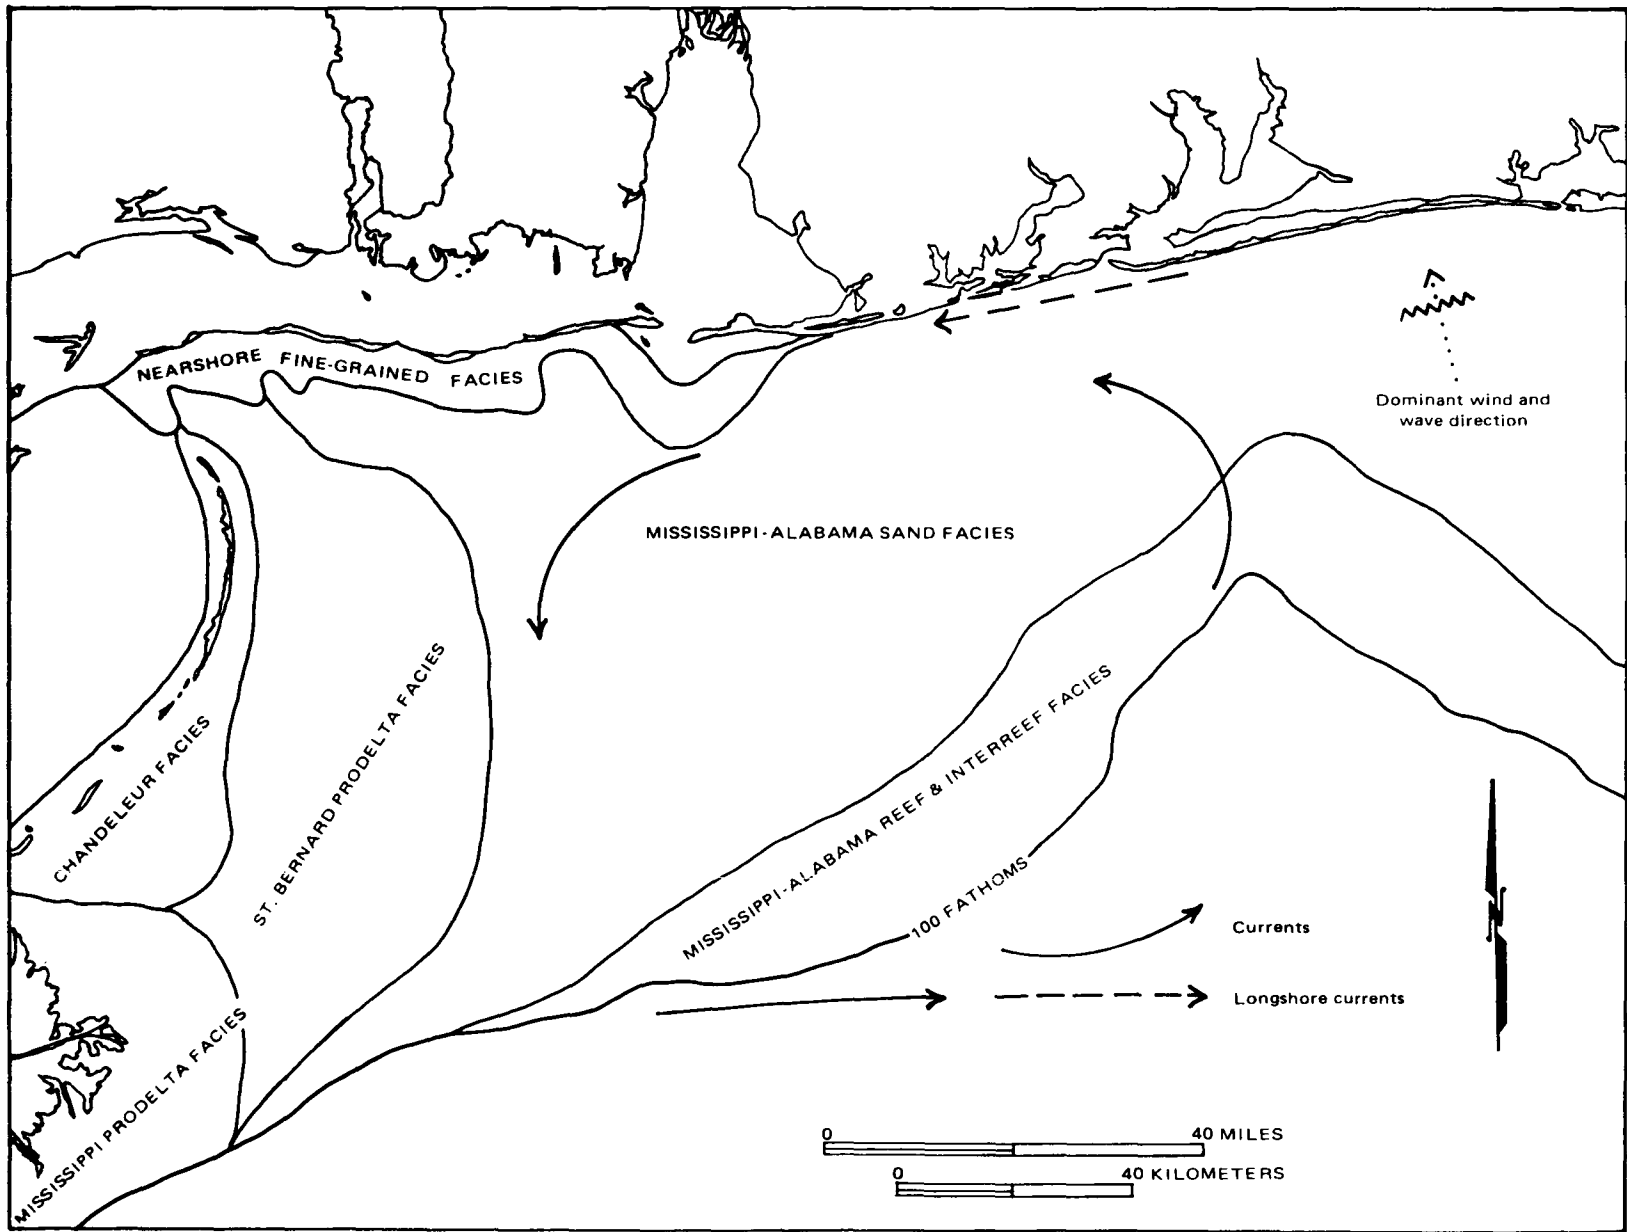 NEARSHORE FINE-GRAINED FACIES
Dominant wind and
wave direction
MISSISSIPPI-ALABAMA SAND FACIES
CHANDELEUR FACIES
ST. BERNARD PRODELTA FACIES
MISSISSIPPI-ALABAMA REEF & INTERREEF FACIES
100 FATHOMS
Currents
Longshore currents
MISSISSIPPI PRODELTA FACIES
N
0 40 MILES
0 40 KILOMETERS